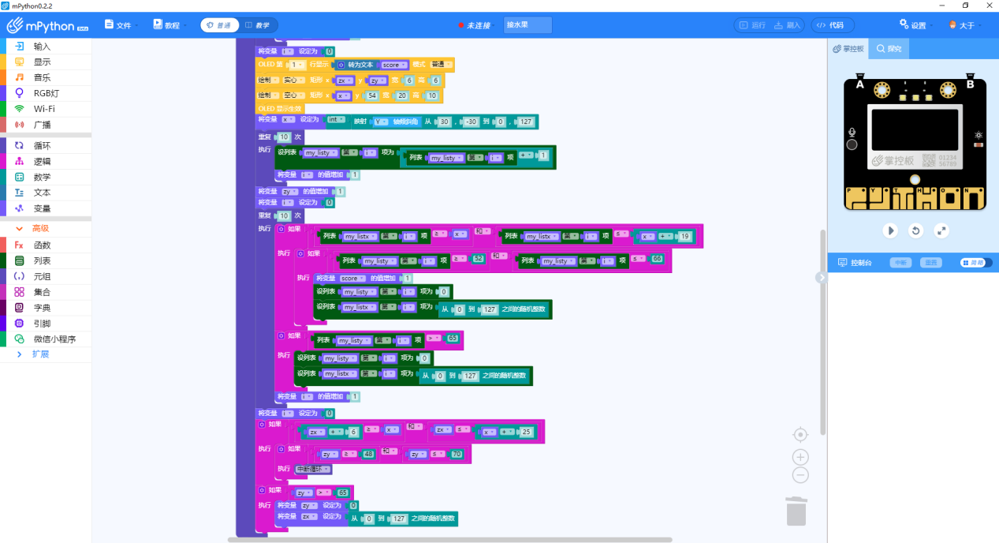 mPython0.2.2
mPython Beta
文件
教程
普通
教学
未连接
接水果
运行
刷入
代码
设置
大于
输入
显示
音乐
RGB灯
Wi-Fi
广播
循环
逻辑
数学
文本
变量
高级
函数
列表
元组
集合
字典
引脚
微信小程序
扩展
将变量 i 设定为 0
OLED 第 1 行显示 转为文本 score 模式 普通
绘制 实心 矩形 x zx y zy 宽 6 高 6
绘制 空心 矩形 x x y 54 宽 20 高 10
OLED 显示生效
将变量 x 设定为 int 映射 Y 轴倾斜角 从 30 , -30 到 0 , 127
重复 10 次
执行 设列表 my_listy 第 i 项为 列表 my_listy 第 i 项 + 1
将变量 i 的值增加 1
将变量 zy 的值增加 1
将变量 i 设定为 0
重复 10 次
执行 如果 列表 my_listx 第 i 项 ≥ x 和 列表 my_listx 第 i 项 ≤ x + 19
执行 如果 列表 my_listy 第 i 项 ≥ 52 和 列表 my_listy 第 i 项 ≤ 66
执行 将变量 score 的值增加 1
设列表 my_listy 第 i 项为 0
设列表 my_listx 第 i 项为 从 0 到 127 之间的随机整数
如果 列表 my_listy 第 i 项 > 65
执行 设列表 my_listy 第 i 项为 0
设列表 my_listx 第 i 项为 从 0 到 127 之间的随机整数
将变量 i 的值增加 1
将变量 i 设定为 0
如果 zx + 6 ≥ x 和 zx ≤ x + 25
执行 如果 zy ≥ 48 和 zy ≤ 70
执行 中断循环
如果 zy > 65
执行 将变量 zy 设定为 0
将变量 zx 设定为 从 0 到 127 之间的随机整数
掌控板
探究
A
B
掌控板
01234
56789
P Y T H O N
控制台
中断
重置
简略